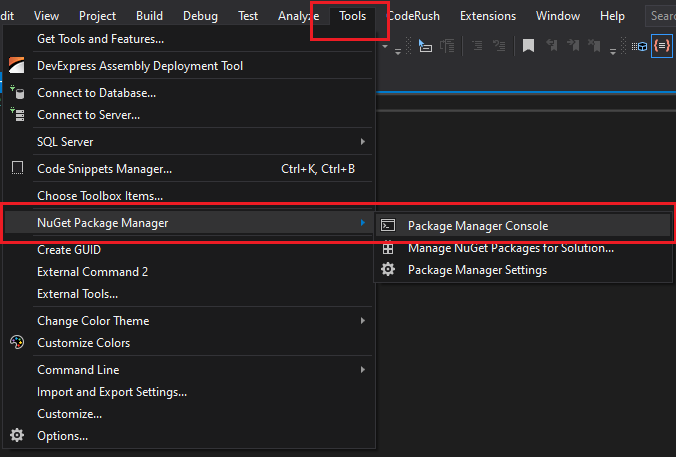 dit View Project Build Debug Test Analyze Tools CodeRush Extensions Window Help Sear
Get Tools and Features...
DevExpress Assembly Deployment Tool
Connect to Database...
Connect to Server...
SQL Server
Code Snippets Manager... Ctrl+K, Ctrl+B
Choose Toolbox Items...
NuGet Package Manager
Package Manager Console
Manage NuGet Packages for Solution...
Package Manager Settings
Create GUID
External Command 2
External Tools...
Change Color Theme
Customize Colors
Command Line
Import and Export Settings...
Customize...
Options...